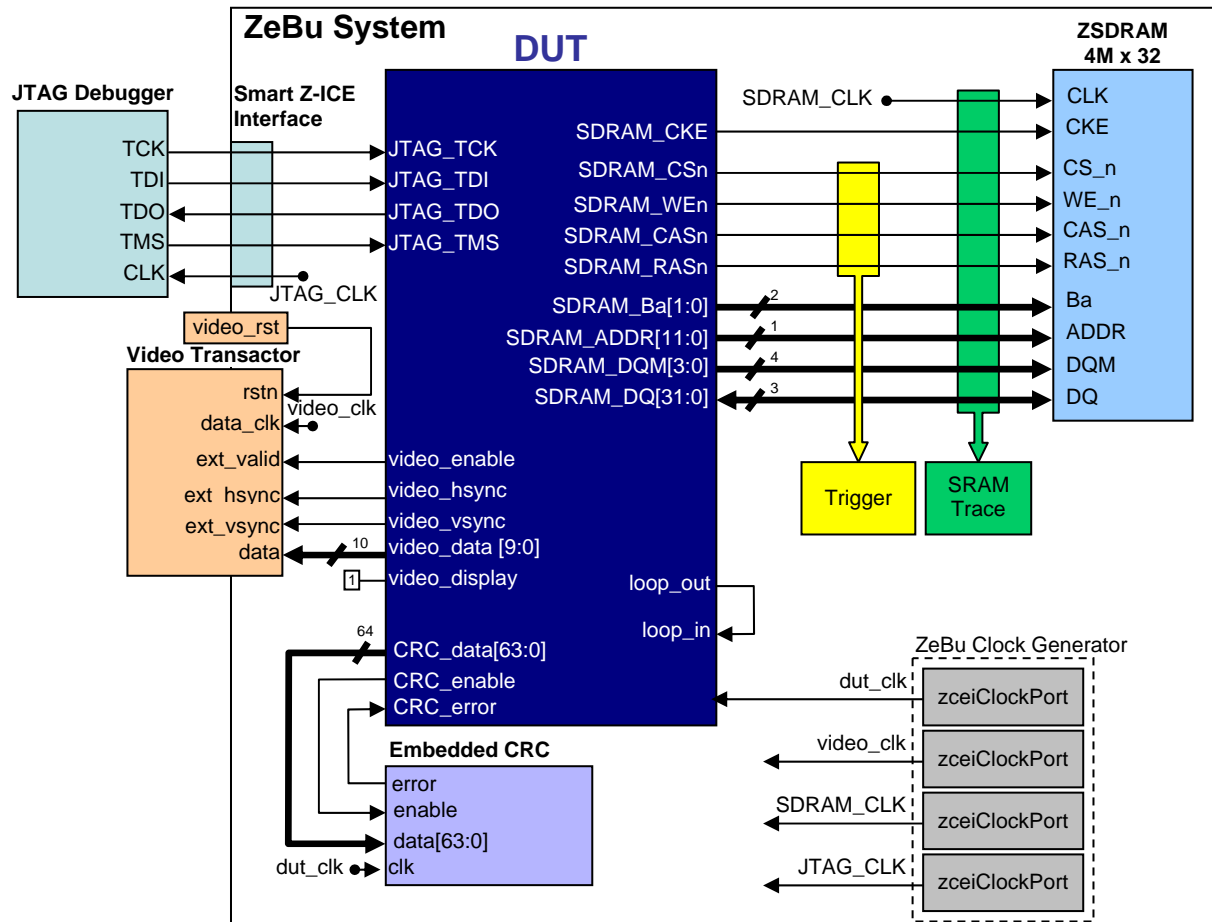 ZeBu System
DUT
ZSDRAM
4M x 32
JTAG Debugger
Smart Z-ICE
Interface
TCK
TDI
TDO
TMS
CLK
JTAG_CLK
JTAG_TCK
JTAG_TDI
JTAG_TDO
JTAG_TMS
SDRAM_CLK
SDRAM_CKE
SDRAM_CSn
SDRAM_WEn
SDRAM_CASn
SDRAM_RASn
SDRAM_Ba[1:0]
2
SDRAM_ADDR[11:0]
1
SDRAM_DQM[3:0]
4
SDRAM_DQ[31:0]
3
CLK
CKE
CS_n
WE_n
CAS_n
RAS_n
Ba
ADDR
DQM
DQ
video_rst
Video Transactor
rstn
video_clk
data_clk
ext_valid
ext hsync
ext_vsync
data
10
1
video_enable
video_hsync
video_vsync
video_data [9:0]
video_display
Trigger
SRAM
Trace
loop_out
loop_in
64
CRC_data[63:0]
CRC_enable
CRC_error
Embedded CRC
error
enable
data[63:0]
dut_clk
clk
ZeBu Clock Generator
dut_clk
zceiClockPort
video_clk
zceiClockPort
SDRAM_CLK
zceiClockPort
JTAG_CLK
zceiClockPort